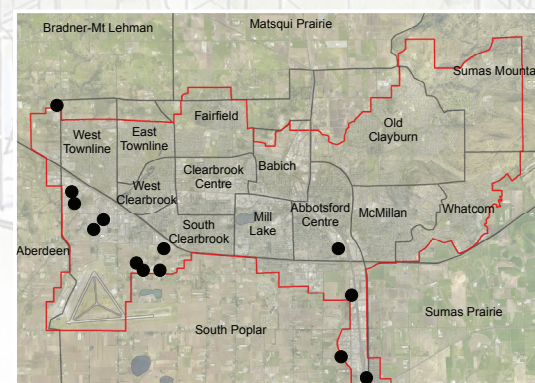 Bradner-Mt Lehman
Matsqui Prairie
Sumas Mounta
Fairfield
Old
Clayburn
West
Townline
East
Townline
Clearbrook
Centre
Babich
West
Clearbrook
Mill
Lake
Abbotsford
Centre
McMillan
Whatcom
South
Clearbrook
Aberdeen
South Poplar
Sumas Prairie